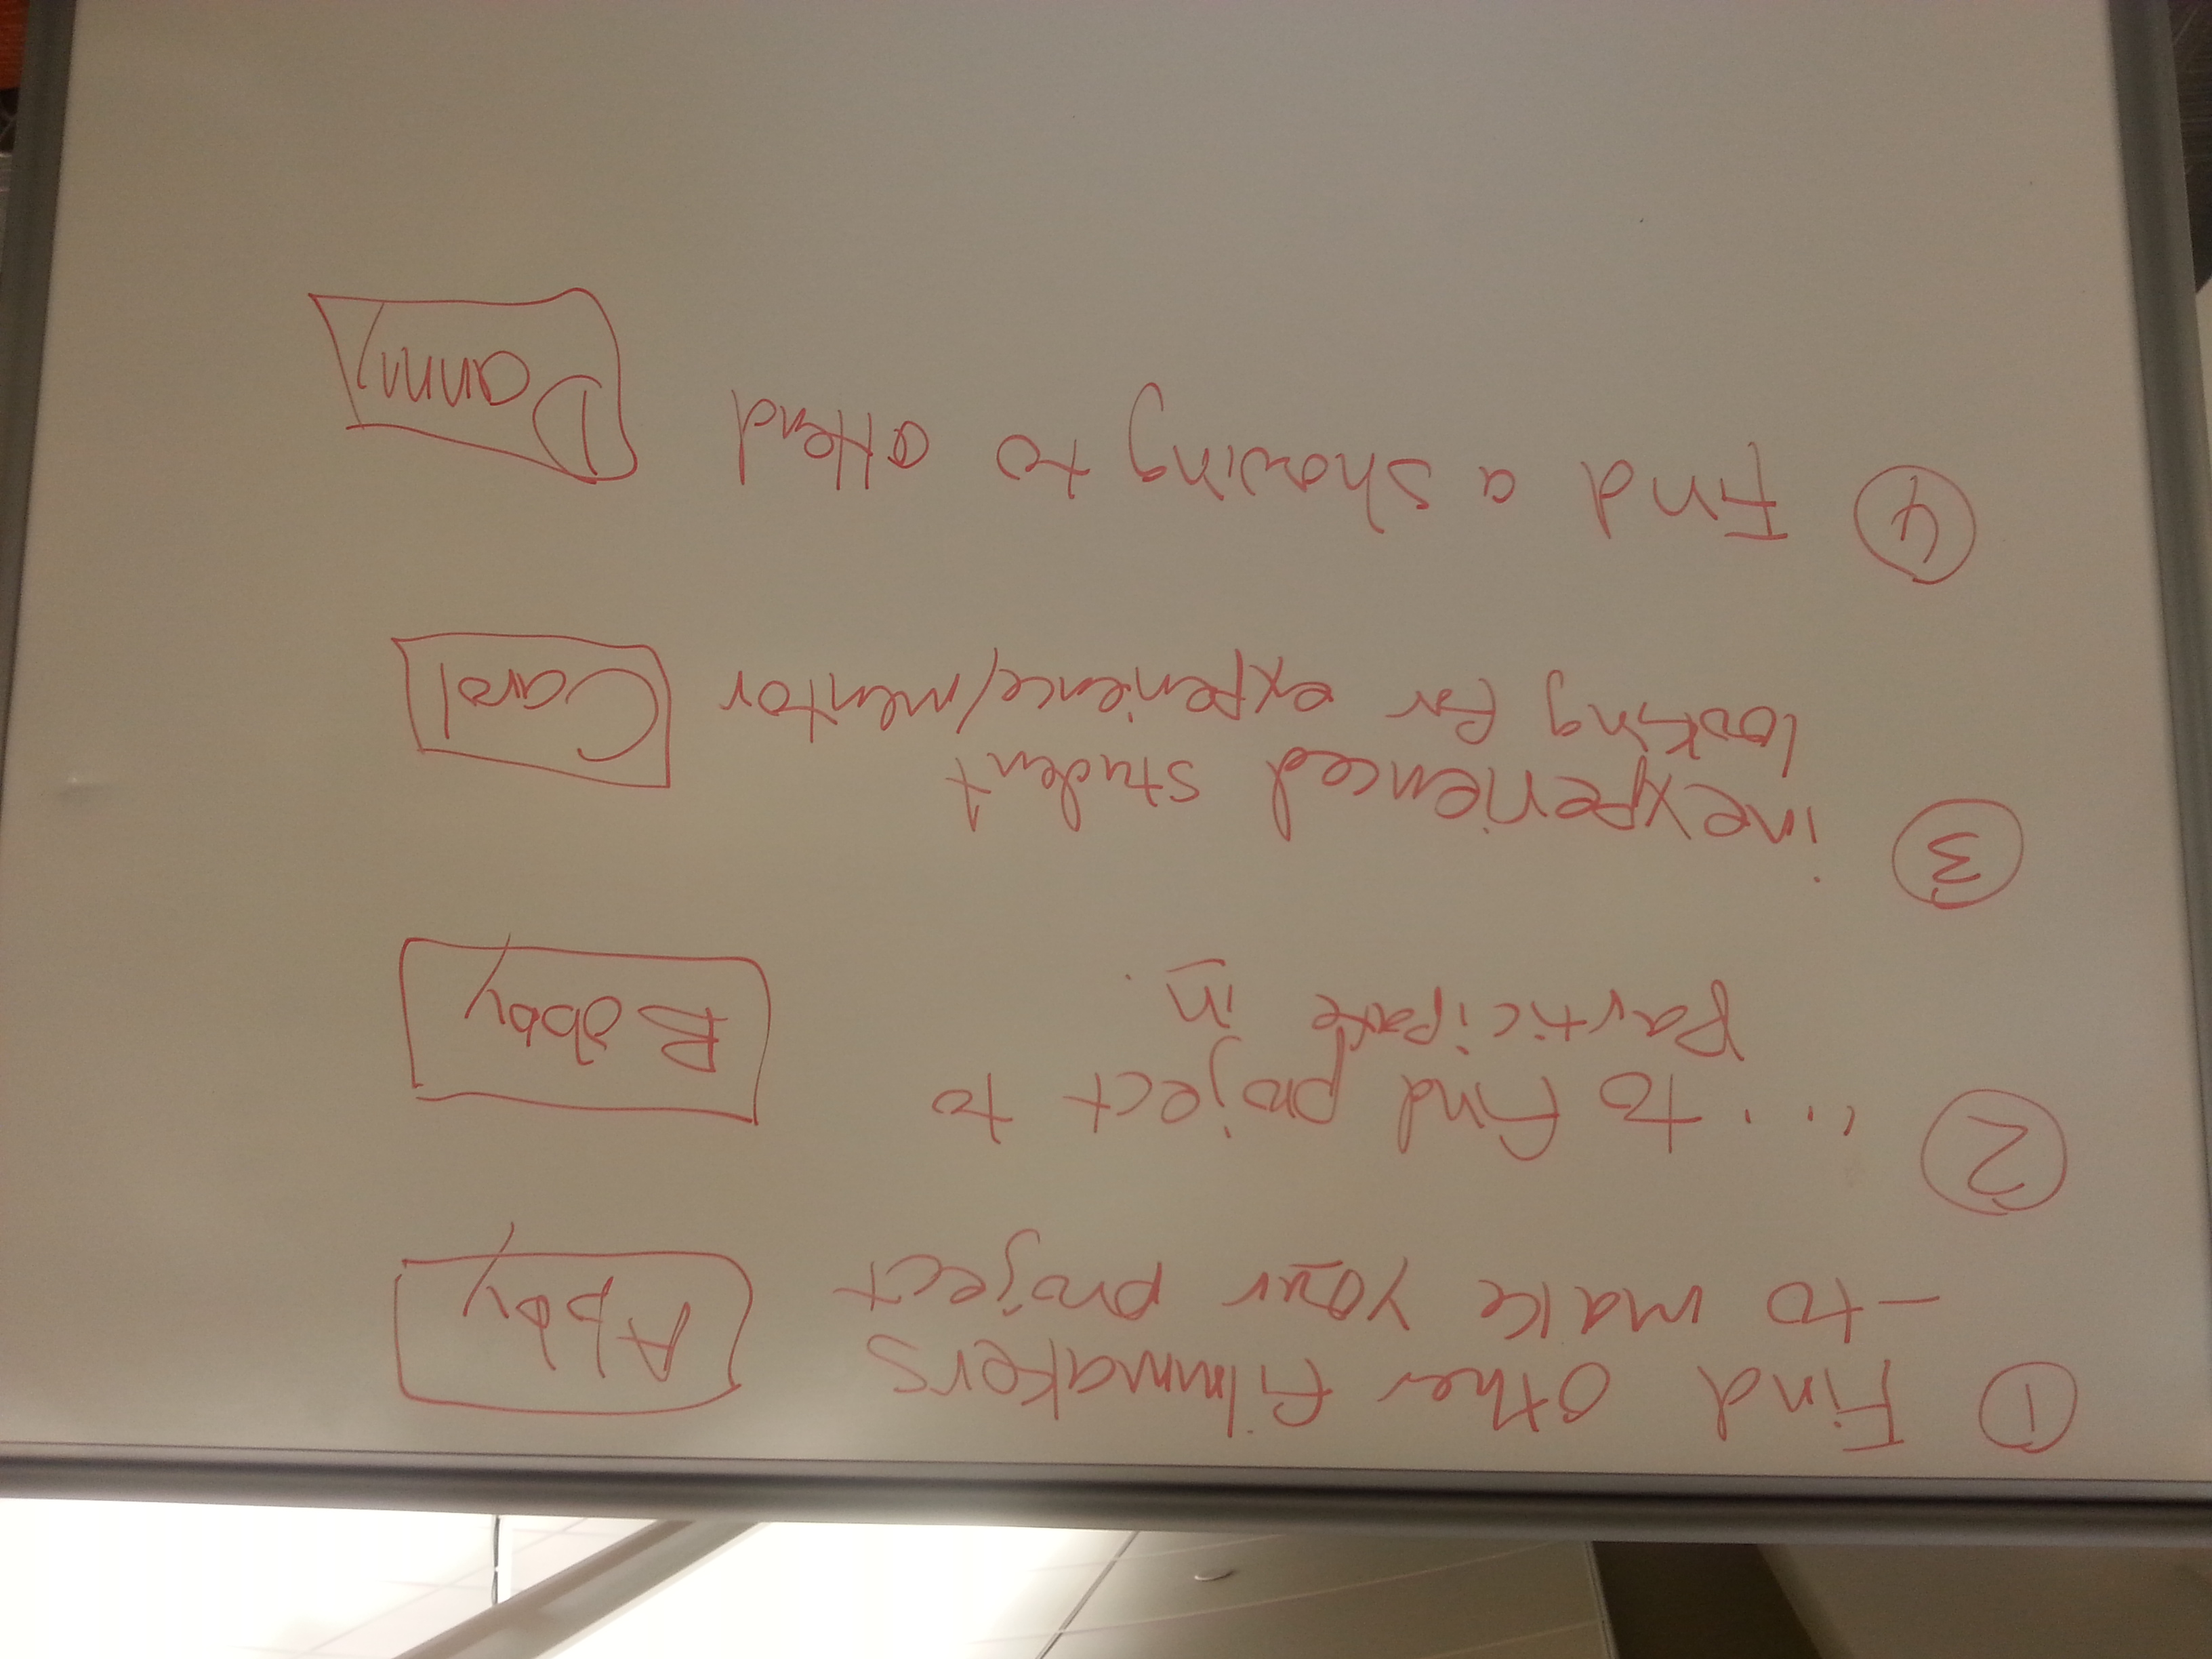 ① Find other filmmakers
-to make your project
Abby
② .... to find project to
participate in.
Bobby
③ inexperienced student
looking for experience/mentor
Carol
④ Find a showing to attend
Danny